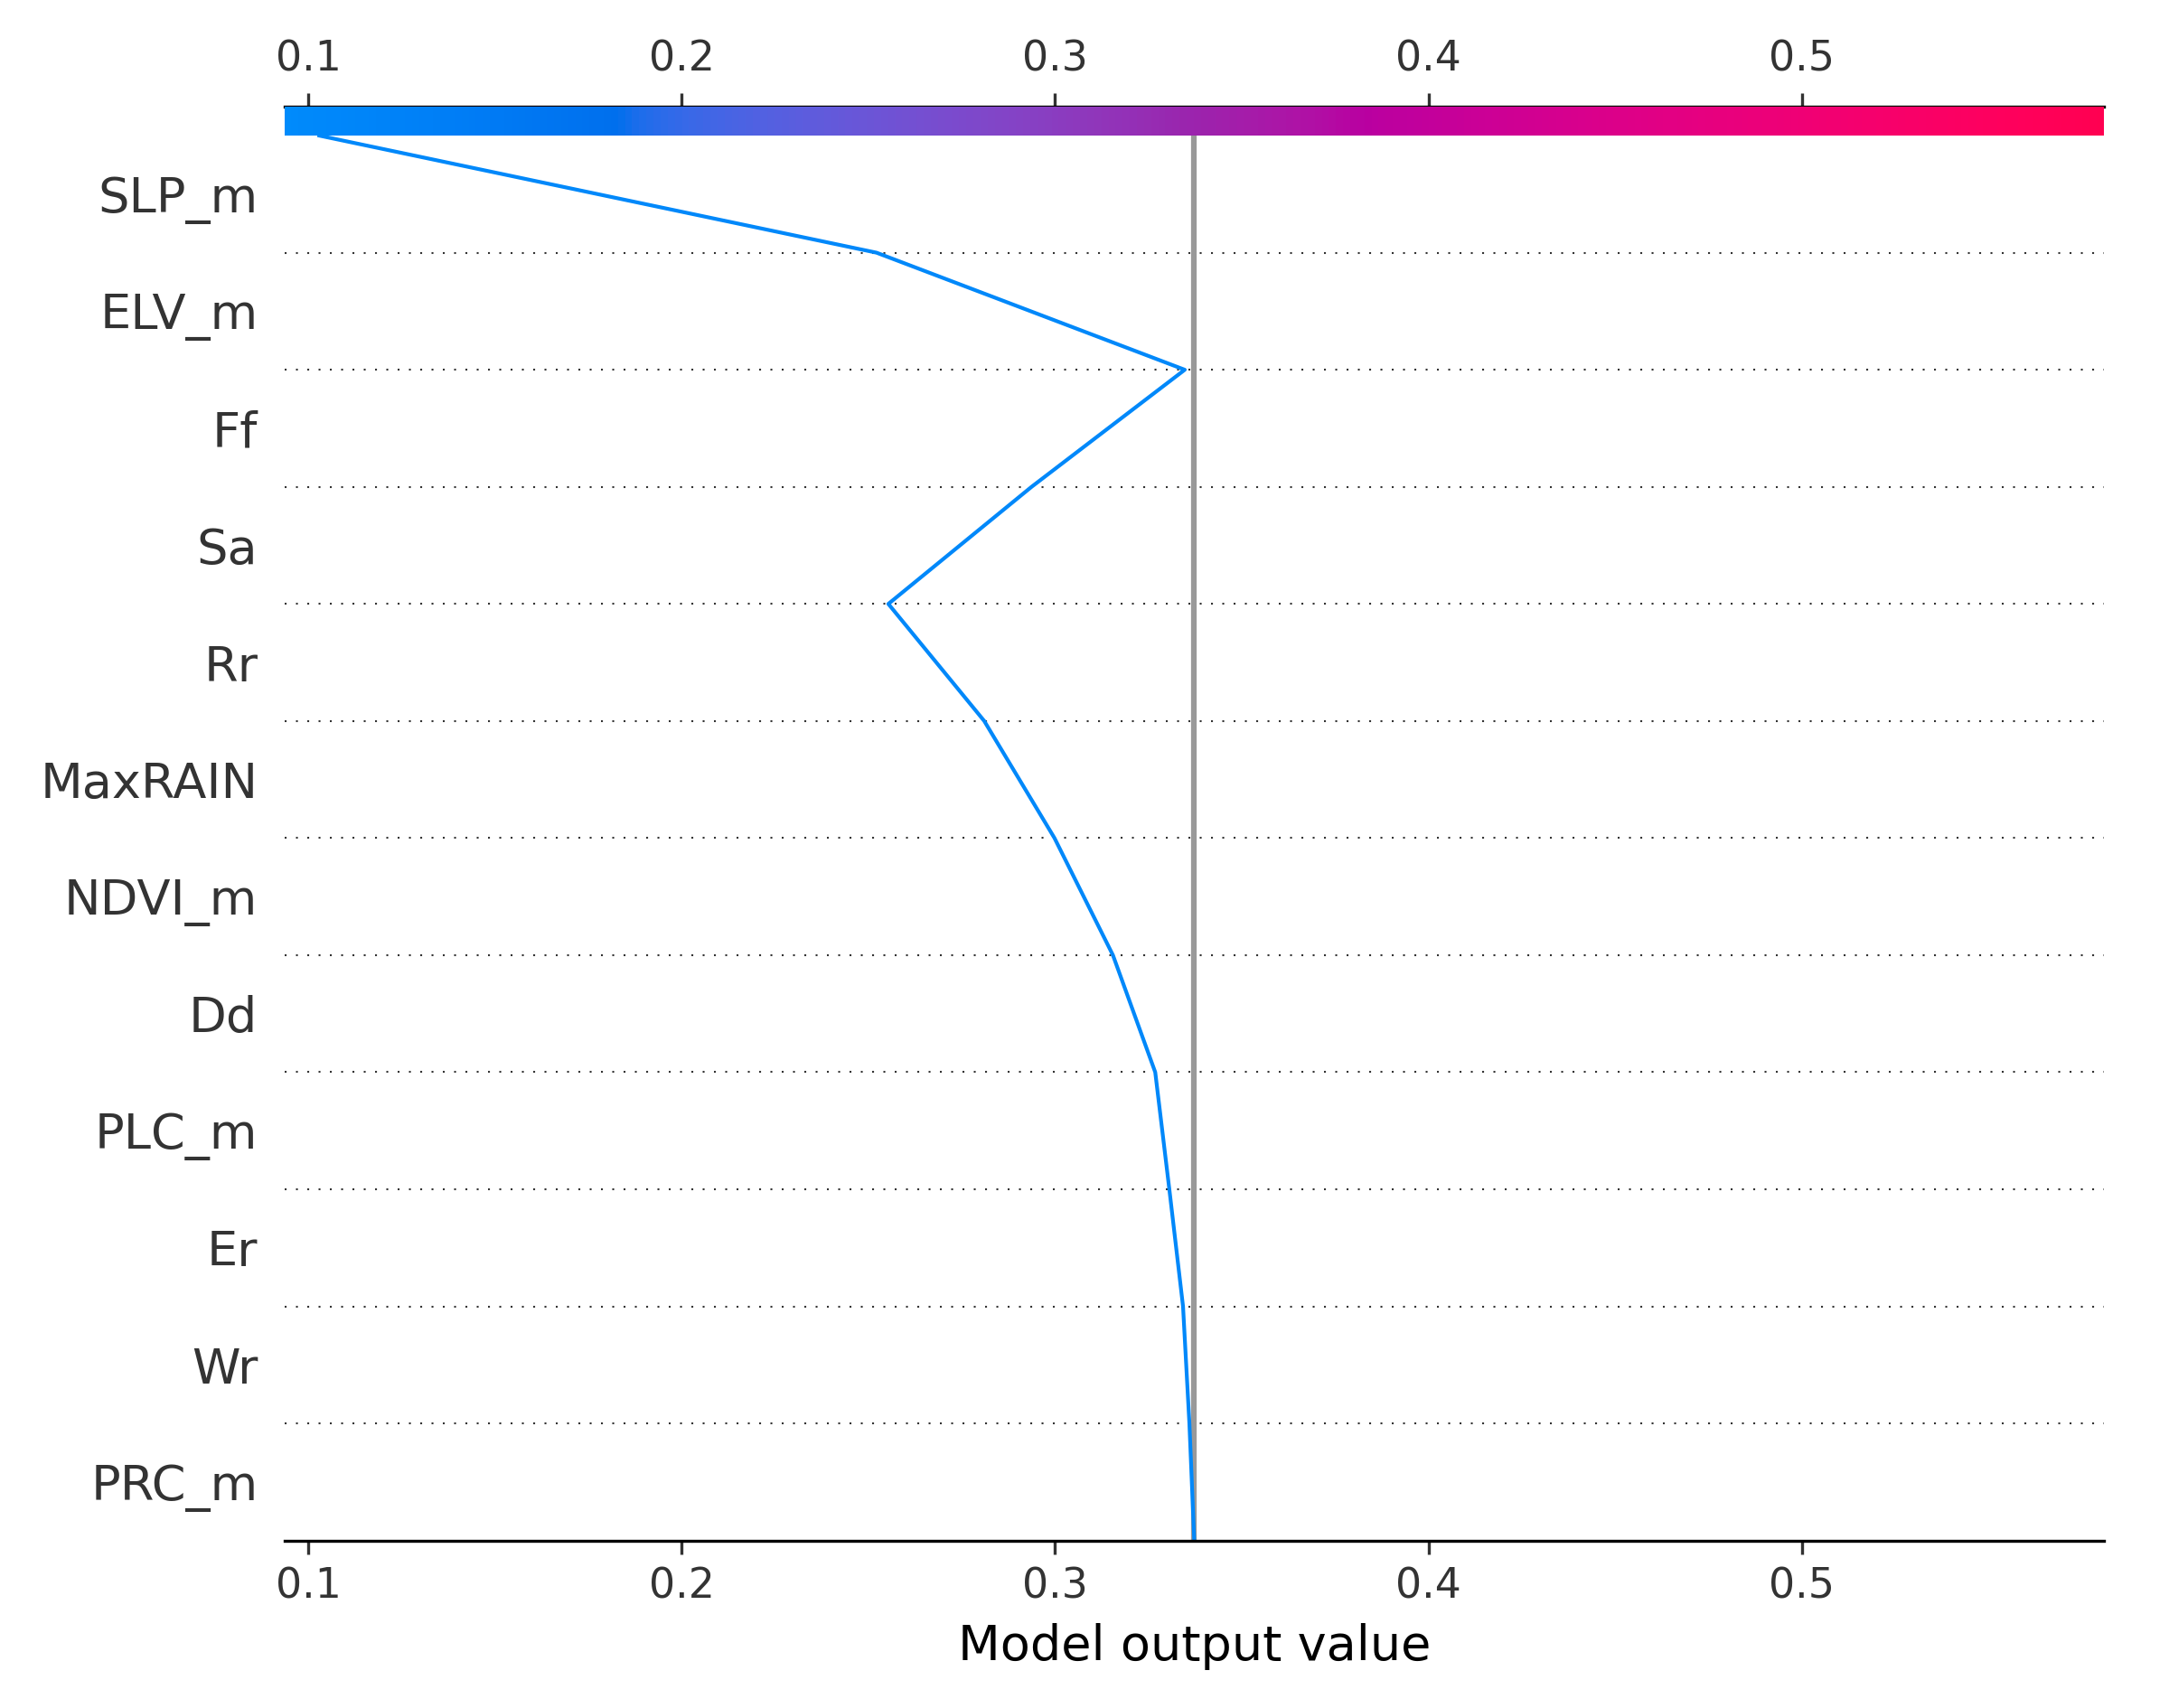 0.1 0.2 0.3 0.4 0.5
SLP_m
ELV_m
Ff
Sa
Rr
MaxRAIN
NDVI_m
Dd
PLC_m
Er
Wr
PRC_m
0.1 0.2 0.3 0.4 0.5
Model output value